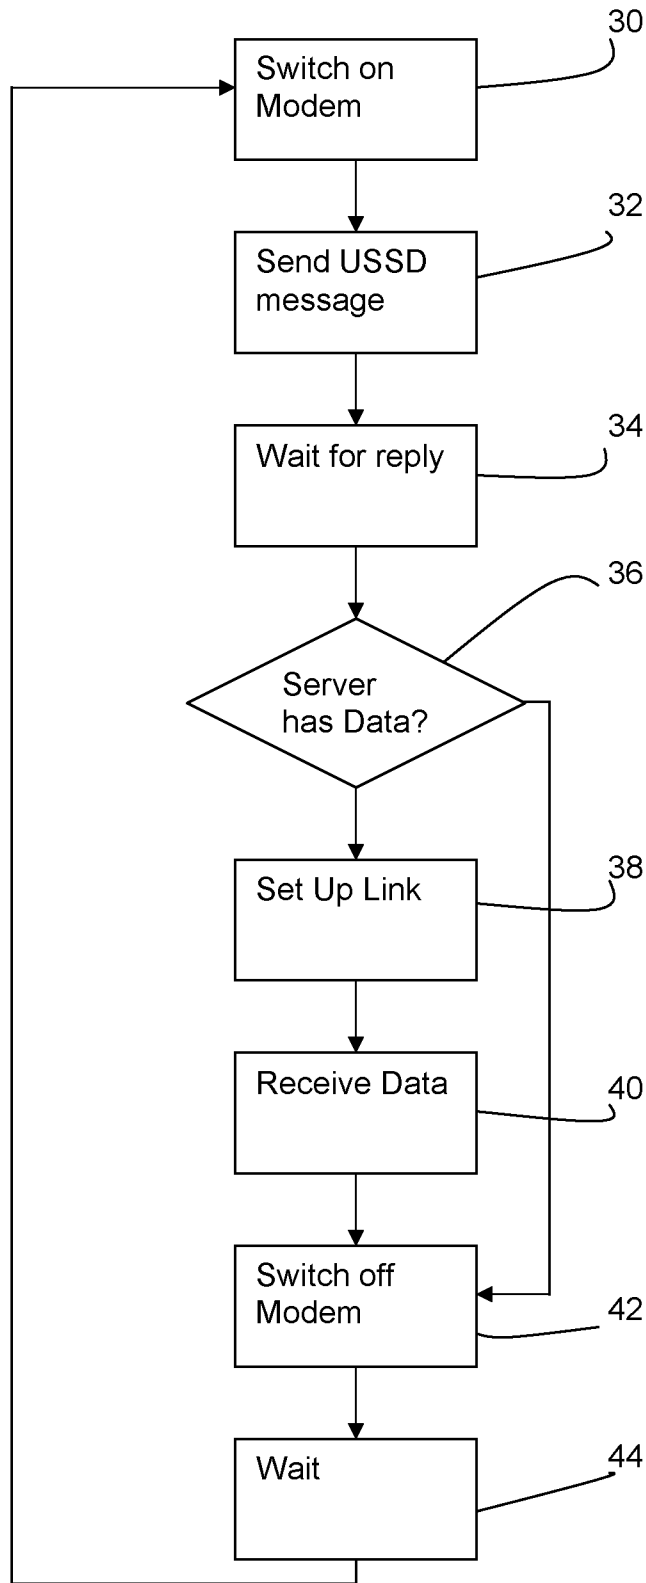 30
Switch on
Modem
32
Send USSD
message
34
Wait for reply
36
Server
has Data?
38
Set Up Link
40
Receive Data
Switch off
Modem
42
44
Wait